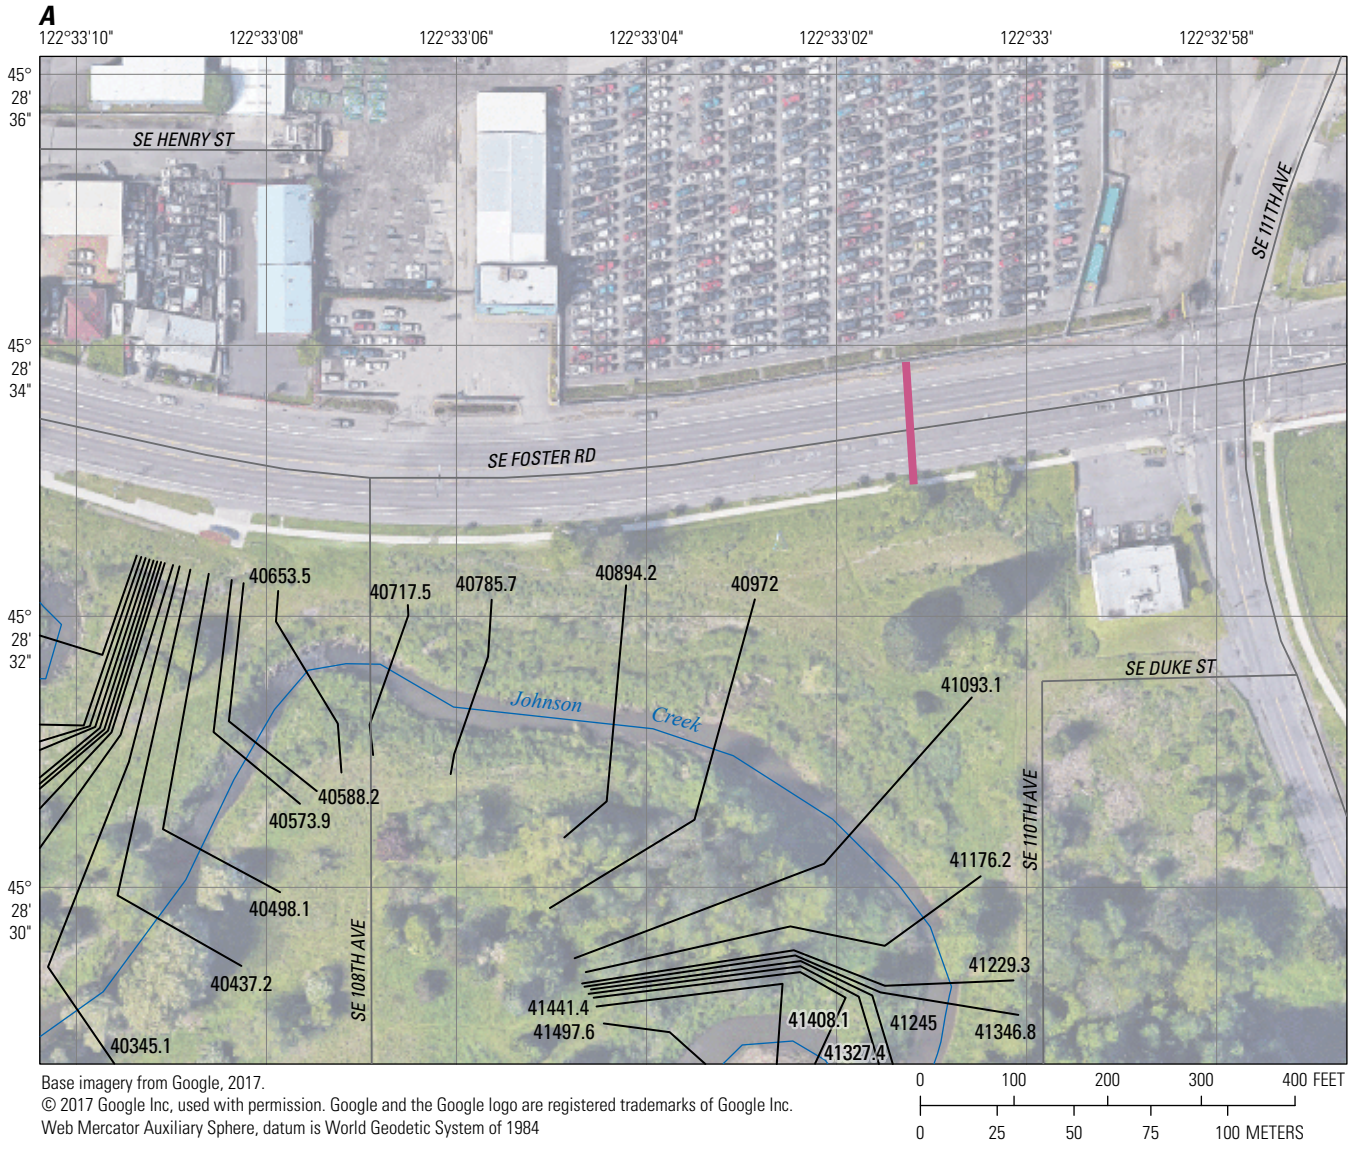 A
122°33'10" 122°33'08" 122°33'06" 122°33'04" 122°33'02" 122°33' 122°32'58"
45°
28'
36"
SE HENRY ST
SE 111TH AVE
45°
28'
34"
SE FOSTER RD
40653.5
40717.5
40785.7
40894.2
40972
45°
28'
32"
SE DUKE ST
41093.1
Johnson Creek
SE 110TH AVE
40588.2
40573.9
41176.2
45°
28'
30"
40498.1
SE 108TH AVE
41229.3
40437.2
41441.4
41408.1
41245
41346.8
41497.6
40345.1
41327.4
Base imagery from Google, 2017.
© 2017 Google Inc, used with permission. Google and the Google logo are registered trademarks of Google Inc.
Web Mercator Auxiliary Sphere, datum is World Geodetic System of 1984
0 100 200 300 400 FEET
0 25 50 75 100 METERS